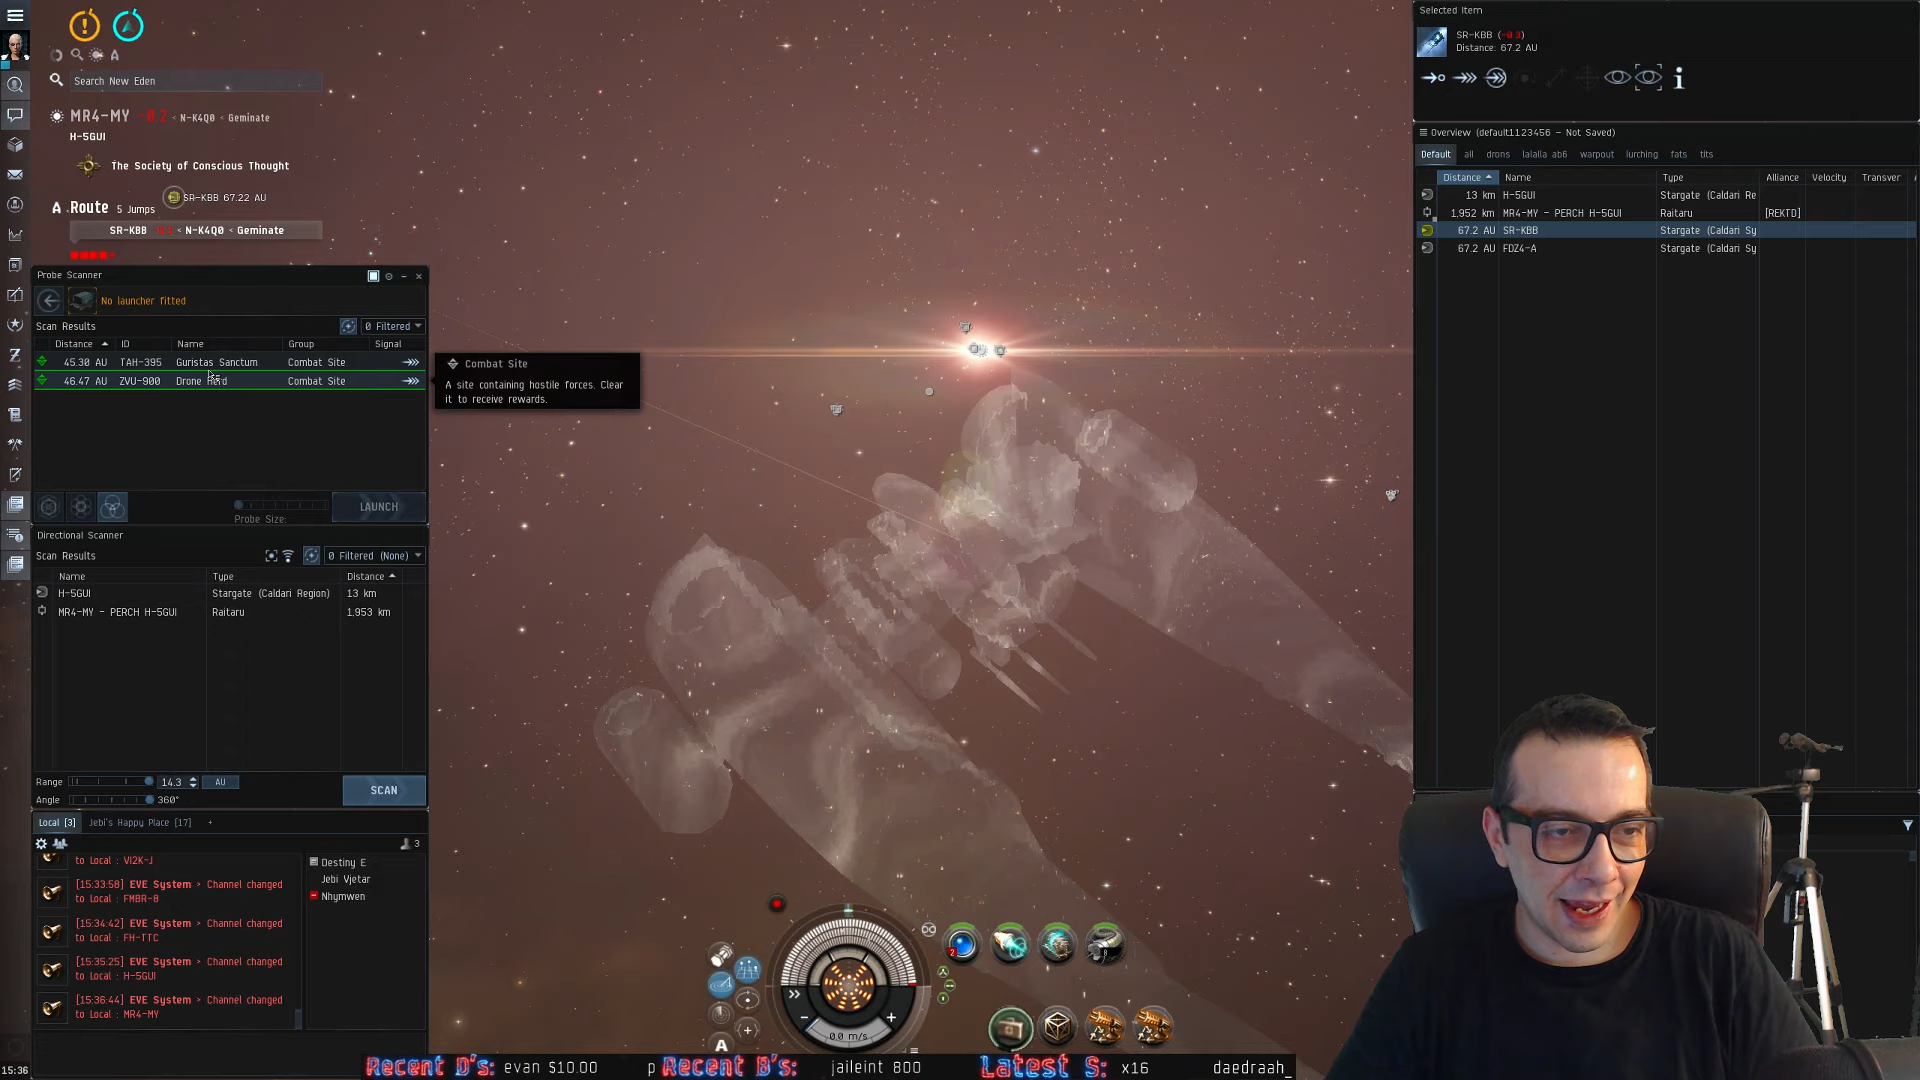 Search New Eden
MR4-MY -0.2 < N-K4Q0 < Geminate
H-5GUI
The Society of Conscious Thought
SR-KBB 67.22 AU
A Route 5 Jumps
SR-KBB < N-K4Q0 < Geminate
Probe Scanner
No launcher fitted
Scan Results 0 Filtered
Distance ID Name Group Signal
45.30 AU TAH-395 Guristas Sanctum Combat Site
46.47 AU ZVU-900 Drone Combat Site
Combat Site
A site containing hostile forces. Clear
it to receive rewards.
LAUNCH
Probe Size:
Directional Scanner
Scan Results 0 Filtered (None)
Name Type Distance
H-5GUI Stargate (Caldari Region) 13 km
MR4-MY - PERCH H-5GUI Raitaru 1,953 km
Range 14.3 AU
SCAN
Angle 360°
Local [3] Jebi's Happy Place [17] +
3
to Local : VI2K-J
[15:33:58] EVE System > Channel changed
to Local : FMBR-8
[15:34:42] EVE System > Channel changed
to Local : FH-TTC
[15:35:25] EVE System > Channel changed
to Local : H-5GUI
[15:36:44] EVE System > Channel changed
to Local : MR4-MY
Destiny E
Jebi Vjetar
Nhymwen
15:36
Selected Item
SR-KBB (-0.3)
Distance: 67.2 AU
Overview (default1123456 - Not Saved)
Default all drons lalalla ab6 warpout lurching fats tits
Distance Name Type Alliance Velocity Transver
13 km H-5GUI Stargate (Caldari Re
1,952 km MR4-MY - PERCH H-5GUI Raitaru [REKTD]
67.2 AU SR-KBB Stargate (Caldari Sy
67.2 AU FDZ4-A Stargate (Caldari Sy
2
8
0.0 m/s
A
Recent D's: evan $10.00 p Recent B's: jaileint 800 Latest S: x16 daedraah_